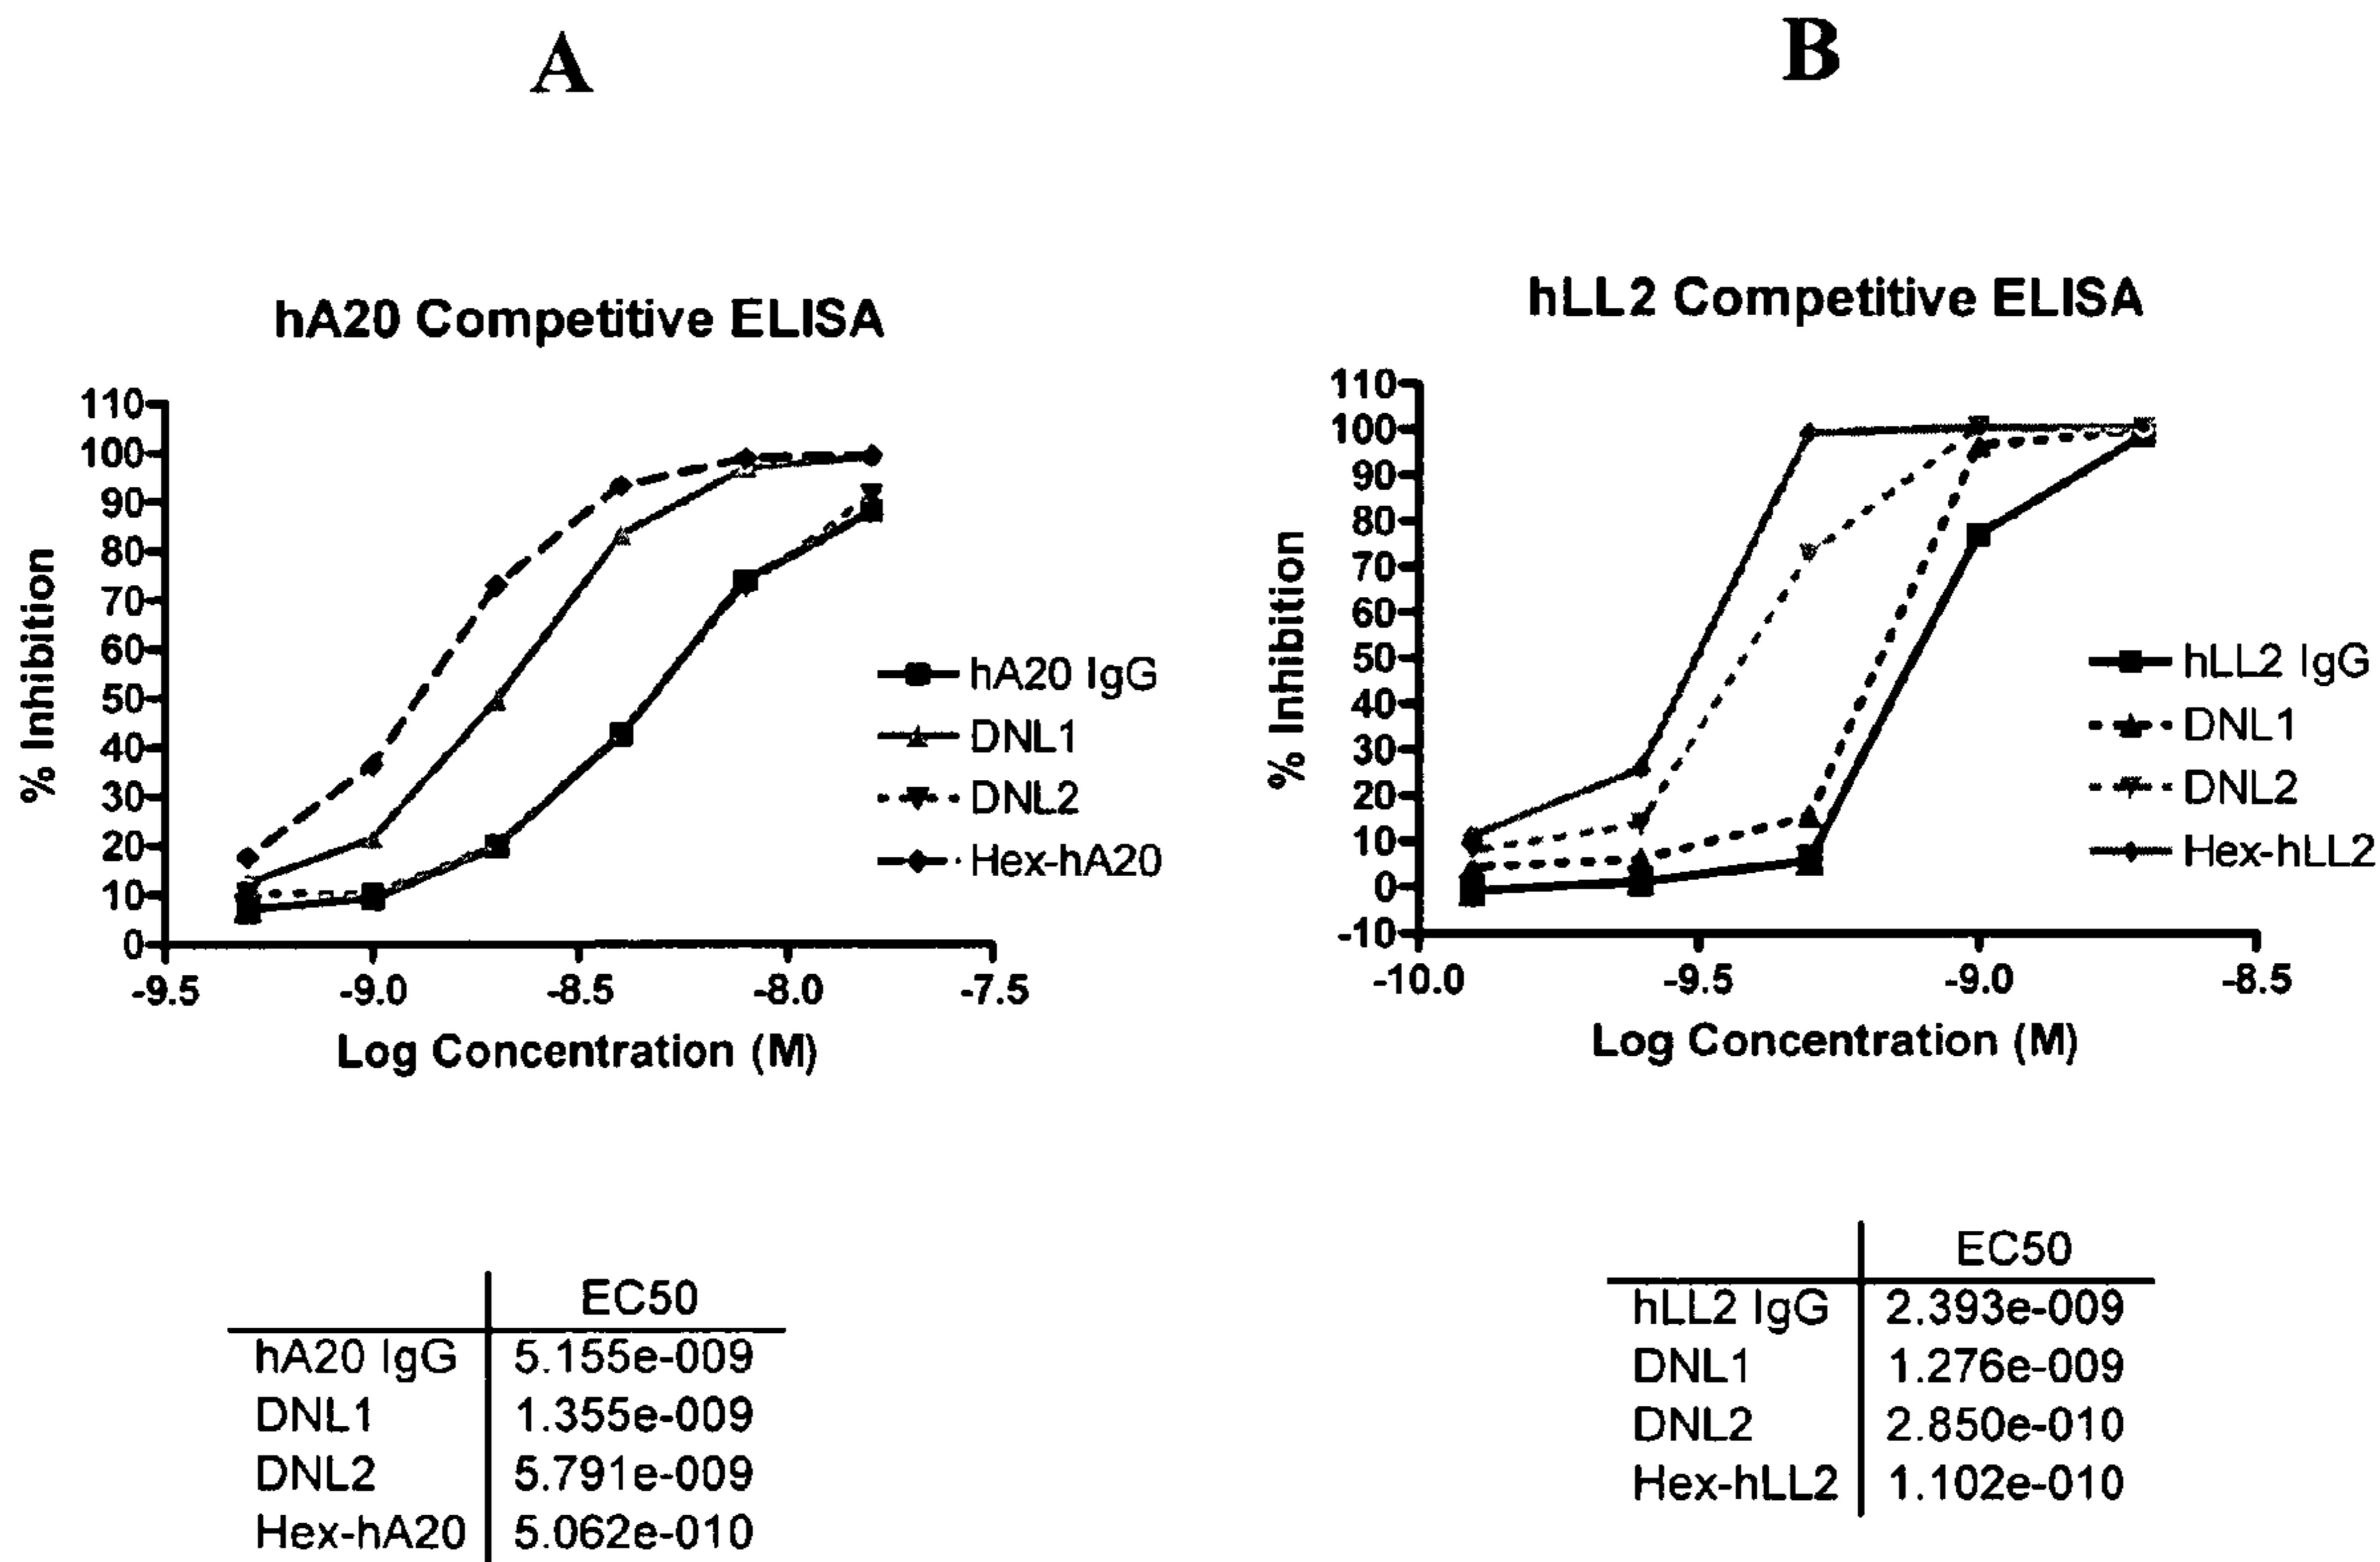 A
hA20 Competitive ELISA
110
100
90
80
70
60
50
40
30
20
10
0
% Inhibition
-9.5 -9.0 -8.5 -8.0 -7.5
Log Concentration (M)
hA20 IgG
DNL1
DNL2
Hex-hA20
EC50
hA20 IgG 5.155e-009
DNL1 1.355e-009
DNL2 5.791e-009
Hex-hA20 5.062e-010
B
hLL2 Competitive ELISA
110
100
90
80
70
60
50
40
30
20
10
0
-10
% Inhibition
-10.0 -9.5 -9.0 -8.5
Log Concentration (M)
hLL2 IgG
DNL1
DNL2
Hex-hLL2
EC50
hLL2 IgG 2.393e-009
DNL1 1.276e-009
DNL2 2.850e-010
Hex-hLL2 1.102e-010